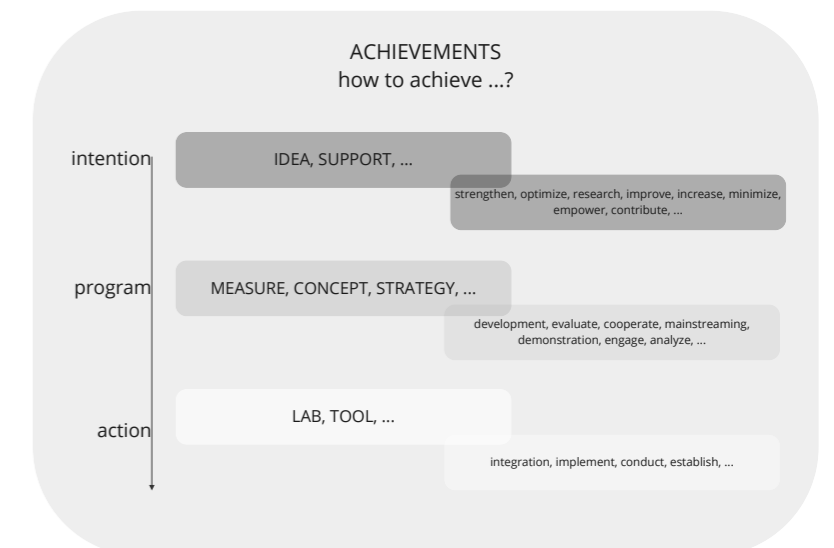 ACHIEVEMENTS
how to achieve ...?
intention
IDEA, SUPPORT, ...
strengthen, optimize, research, improve, increase, minimize,
empower, contribute, ...
program
MEASURE, CONCEPT, STRATEGY, ...
development, evaluate, cooperate, mainstreaming,
demonstration, engage, analyze, ...
action
LAB, TOOL, ...
integration, implement, conduct, establish, ...